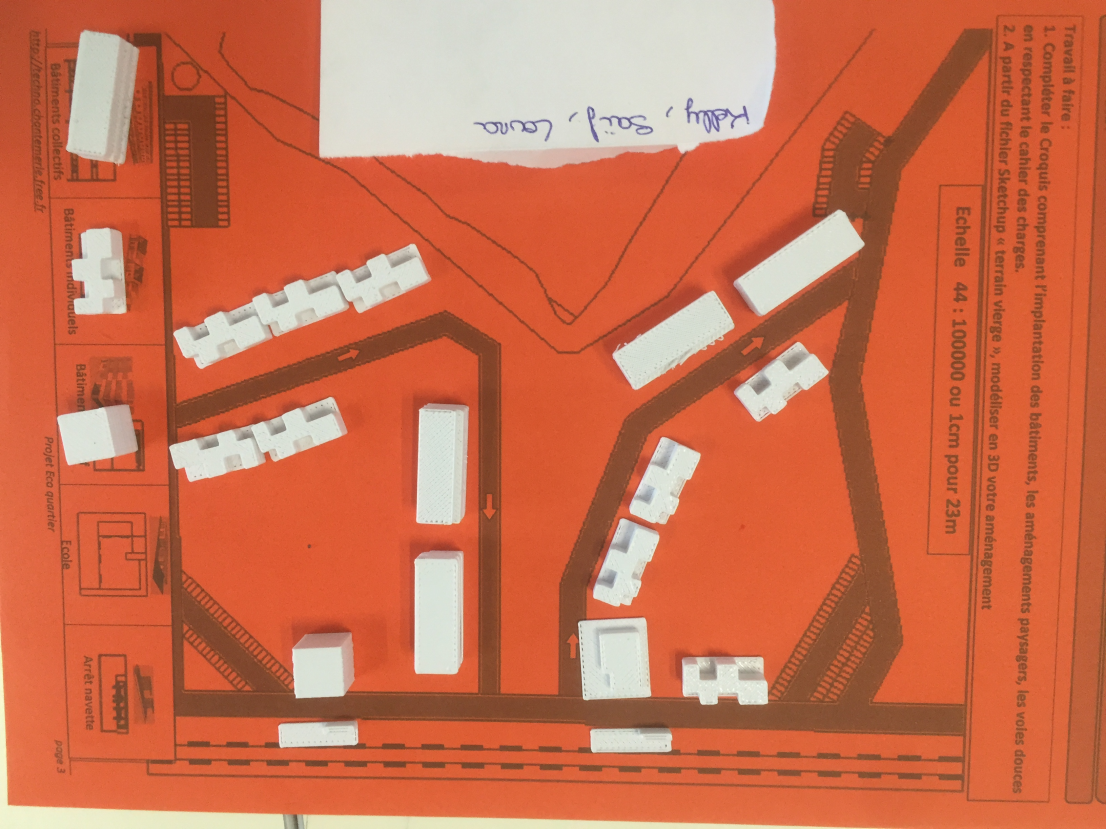 Travail à faire :
1. Compléter le Croquis comprenant l'implantation des bâtiments, les aménagements paysagers, les voies douces
en respectant le cahier des charges.
2. A partir du fichier Sketchup « terrain vierge », modéliser en 3D votre aménagement
Echelle 44 : 100000 ou 1cm pour 23m
Kelly, Saïf, Lana
Bâtiments collectifs
Bâtiments individuels
Ecole
Arrêt navette
http://techno.chantemerle.free.fr
Projet Eco quartier
page 3